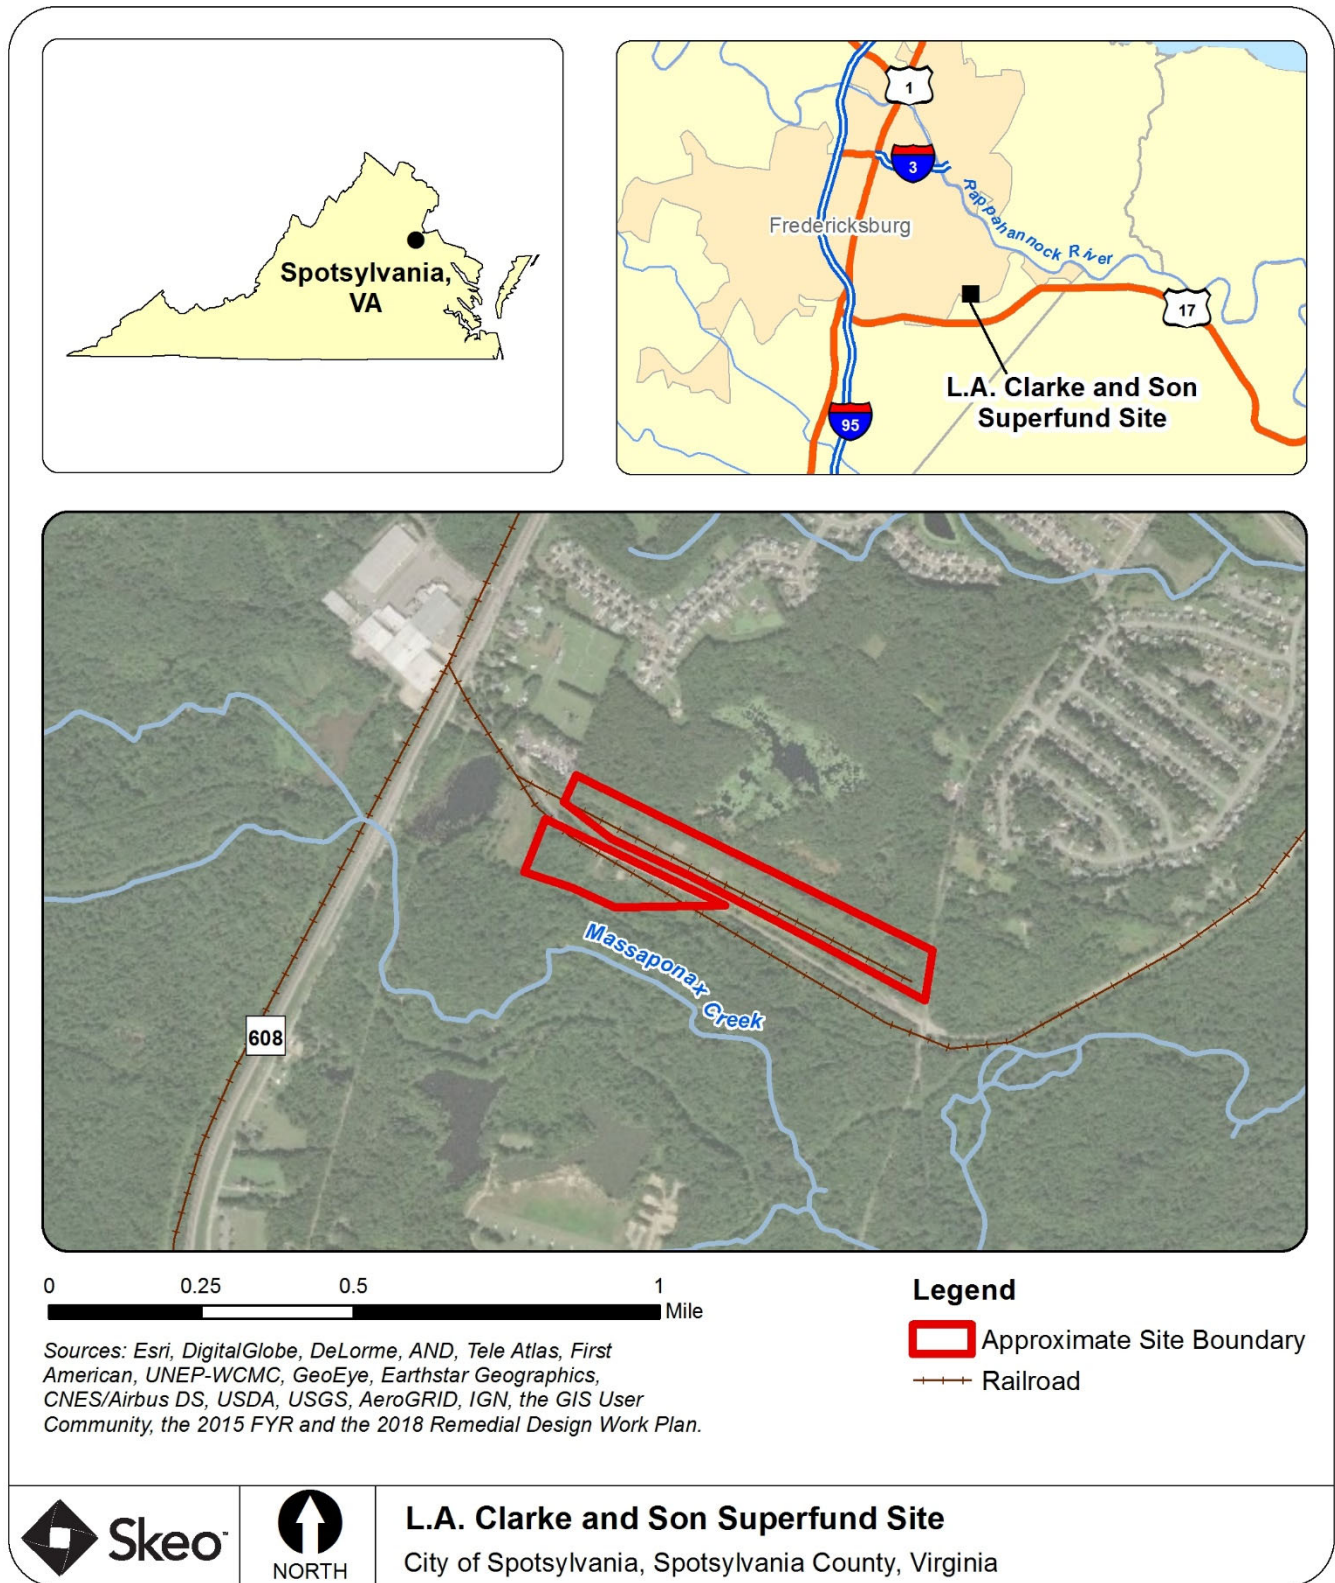 Spotsylvania,
VA
1
3
Rappahannock River
Fredericksburg
17
L.A. Clarke and Son
Superfund Site
95
Massaponax Creek
608
0 0.25 0.5 1
Mile
Sources: Esri, DigitalGlobe, DeLorme, AND, Tele Atlas, First
American, UNEP-WCMC, GeoEye, Earthstar Geographics,
CNES/Airbus DS, USDA, USGS, AeroGRID, IGN, the GIS User
Community, the 2015 FYR and the 2018 Remedial Design Work Plan.
Legend
Approximate Site Boundary
Railroad
Skeo™
NORTH
L.A. Clarke and Son Superfund Site
City of Spotsylvania, Spotsylvania County, Virginia